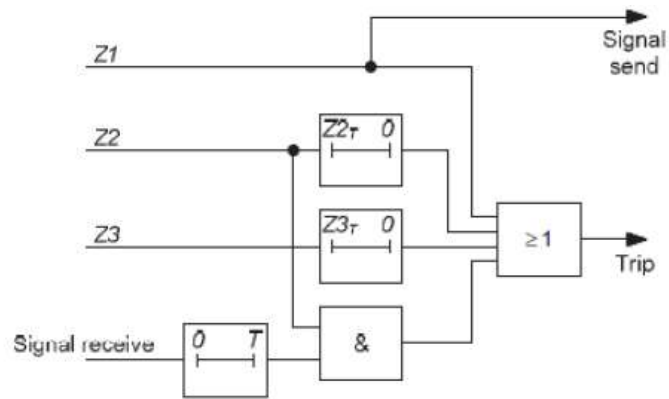 Signal
send
Z1
Z2
Z2T 0
Z3
Z3T 0
≥1
Trip
&
Signal receive
0 T